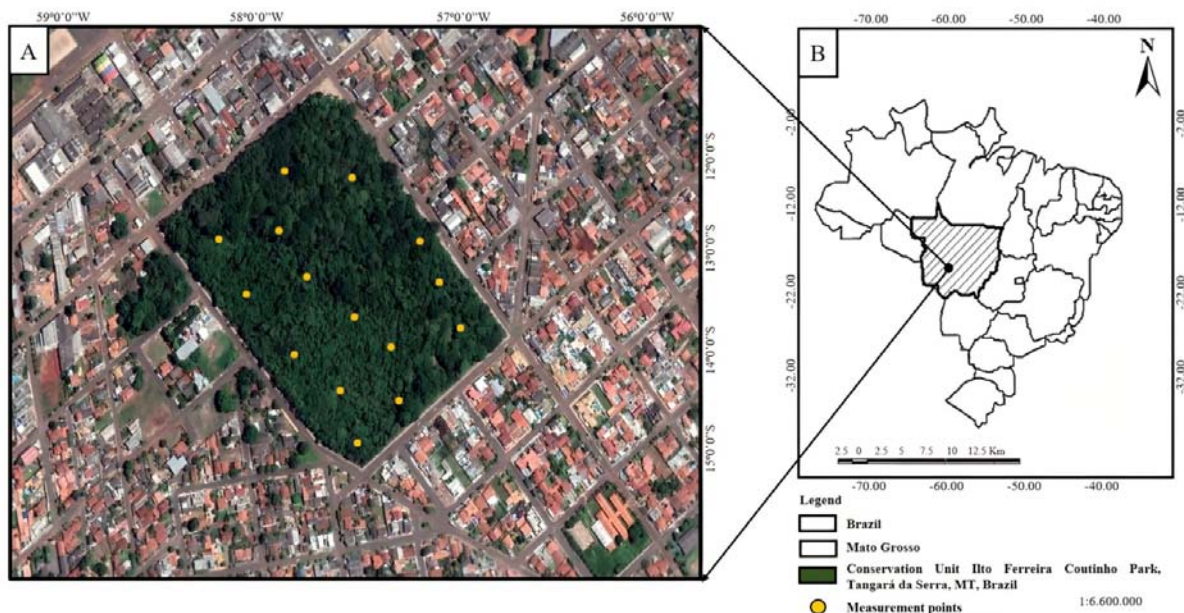 59°0'0"W 58°0'0"W 57°0'0"W 56°0'0"W
A
12°0'0"S
13°0'0"S
14°0'0"S
15°0'0"S
-70.00 -60.00 -50.00 -40.00
B
N
-2.00
-12.00
-22.00
-32.00
-2.00
-12.00
-22.00
-32.00
2.5 0 2.5 5 7.5 10 12.5 Km
-70.00 -60.00 -50.00 -40.00
Legend
Brazil
Mato Grosso
Conservation Unit Ilto Ferreira Coutinho Park,
Tangará da Serra, MT, Brazil
Measurement points
1:6.600.000